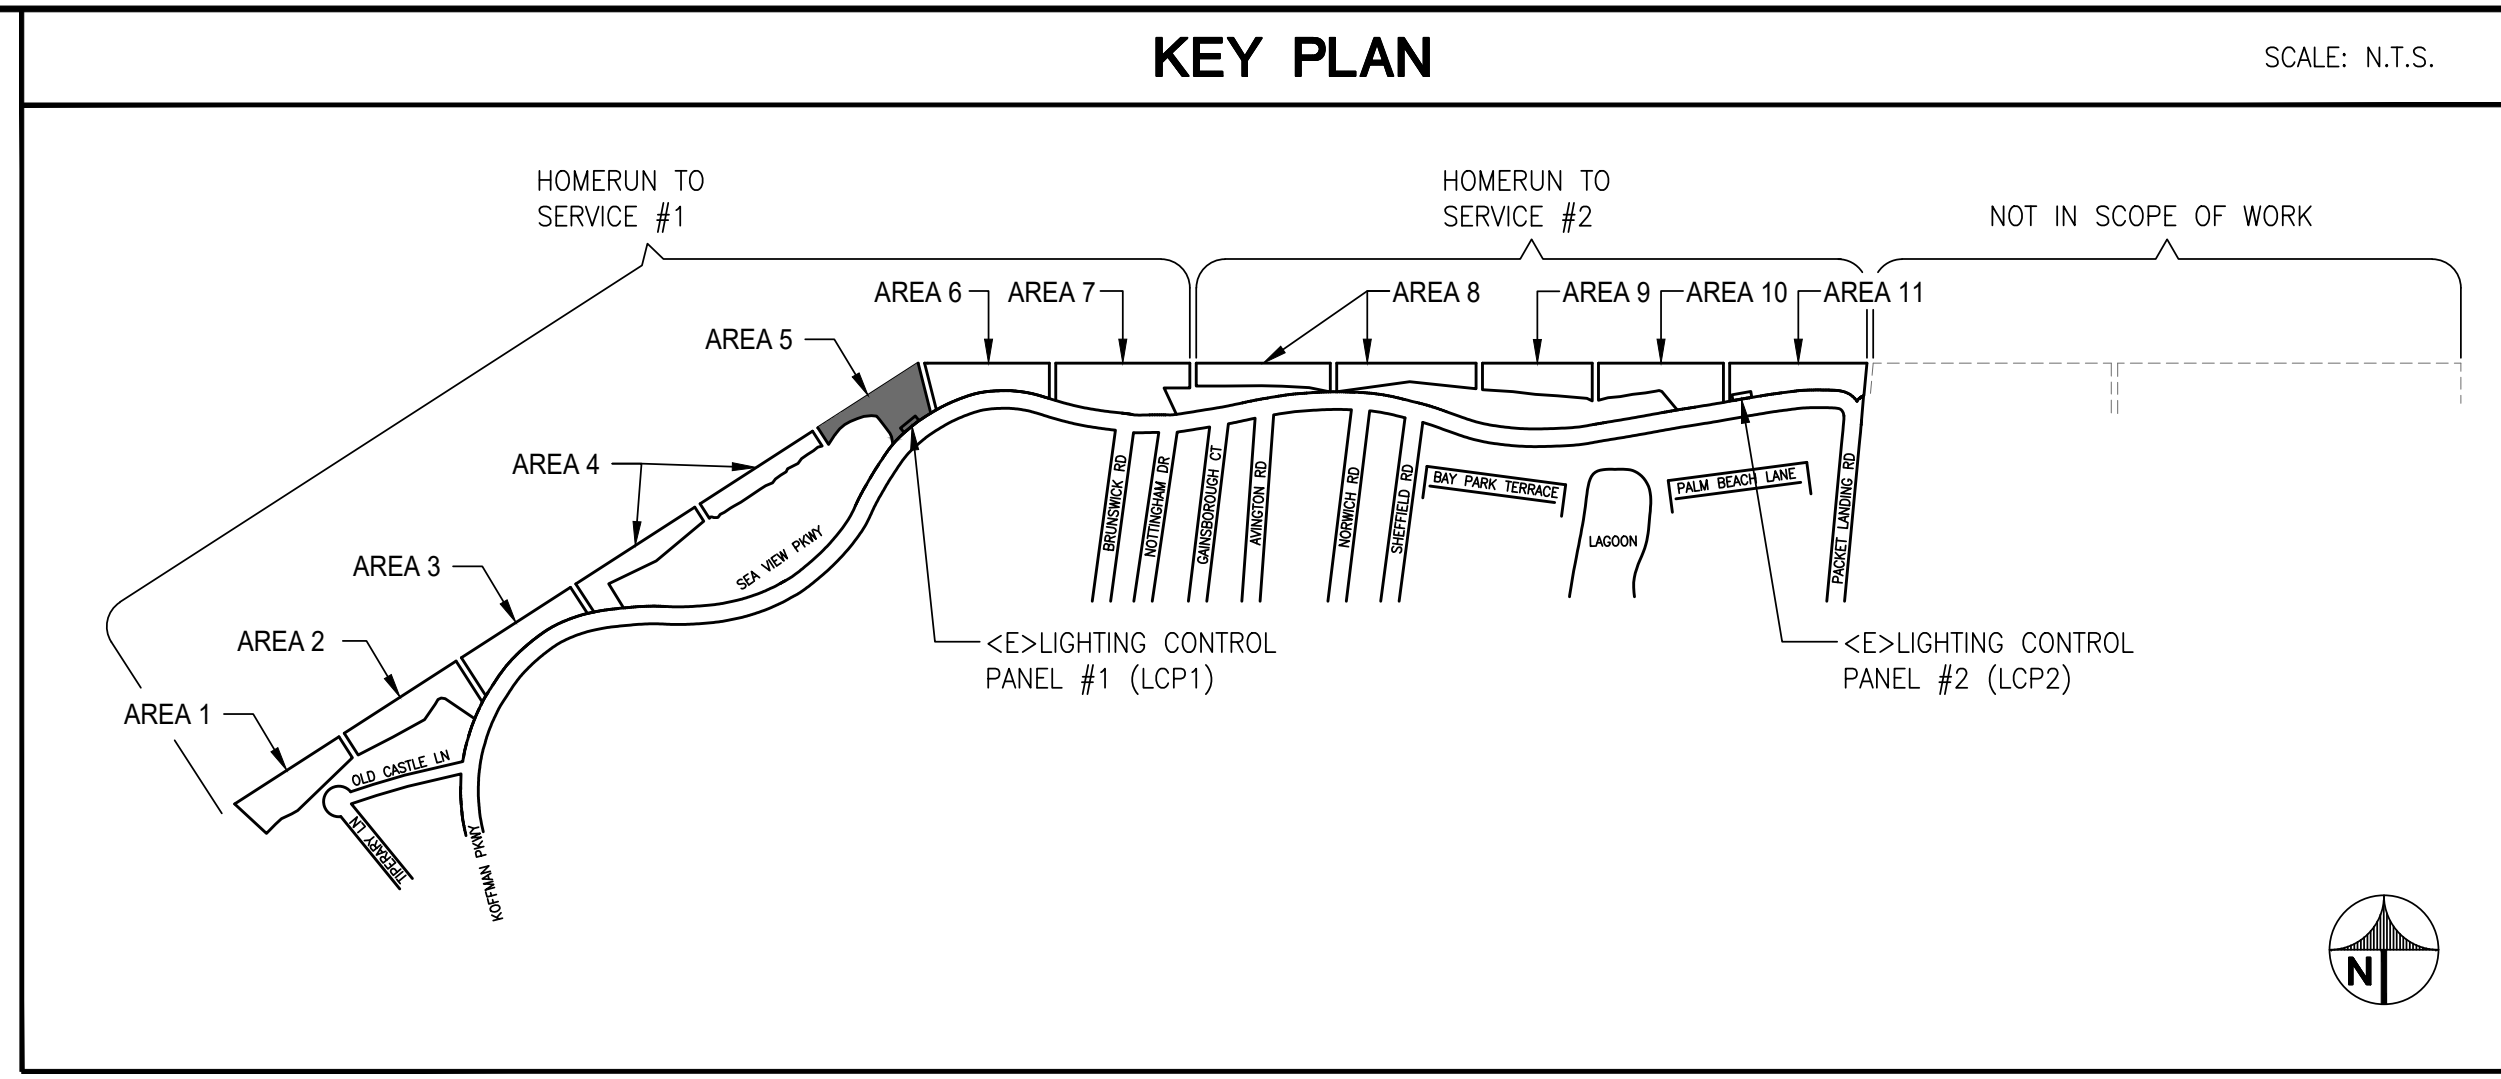 KEY PLAN
SCALE: N.T.S.
HOMERUN TO
SERVICE #1
HOMERUN TO
SERVICE #2
NOT IN SCOPE OF WORK
AREA 6
AREA 7
AREA 8
AREA 9
AREA 10
AREA 11
AREA 5
AREA 4
AREA 3
AREA 2
AREA 1
SEA VIEW PKWY
BRUNSWICK RD
NOTTINGHAM DR
GAINSBOROUGH CT
AVINGTON RD
NORWICH RD
SHEFFIELD RD
BAY PARK TERRACE
LAGOON
PALM BEACH LANE
PACKET LANDING RD
<E>LIGHTING CONTROL
PANEL #1 (LCP1)
<E>LIGHTING CONTROL
PANEL #2 (LCP2)
OLD CASTLE LN
TIPERARY LN
KOFFMAN PKWY
N